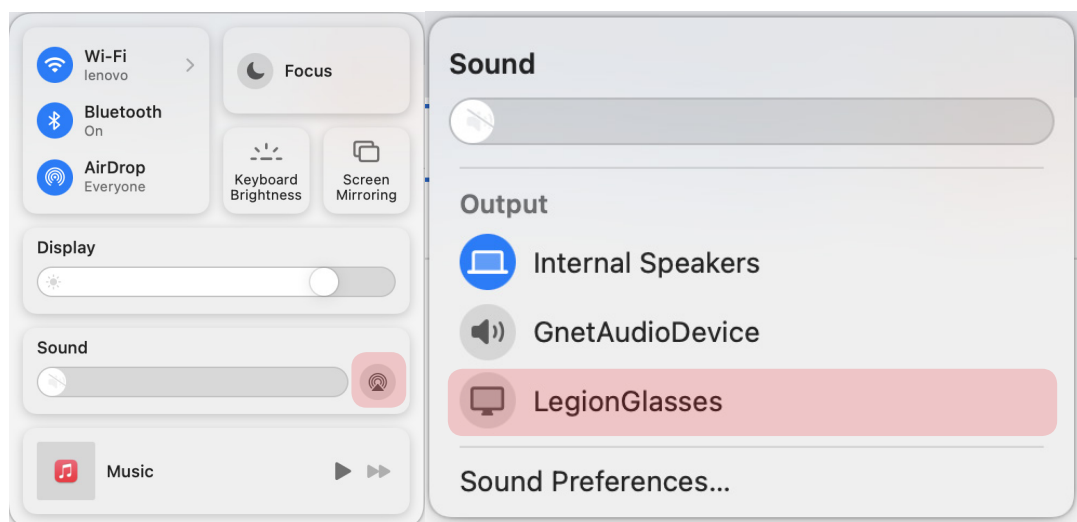 Wi-Fi
lenovo
Bluetooth
On
AirDrop
Everyone
Focus
Keyboard
Brightness
Screen
Mirroring
Display
Sound
Music
Sound
Output
Internal Speakers
GnetAudioDevice
LegionGlasses
Sound Preferences...